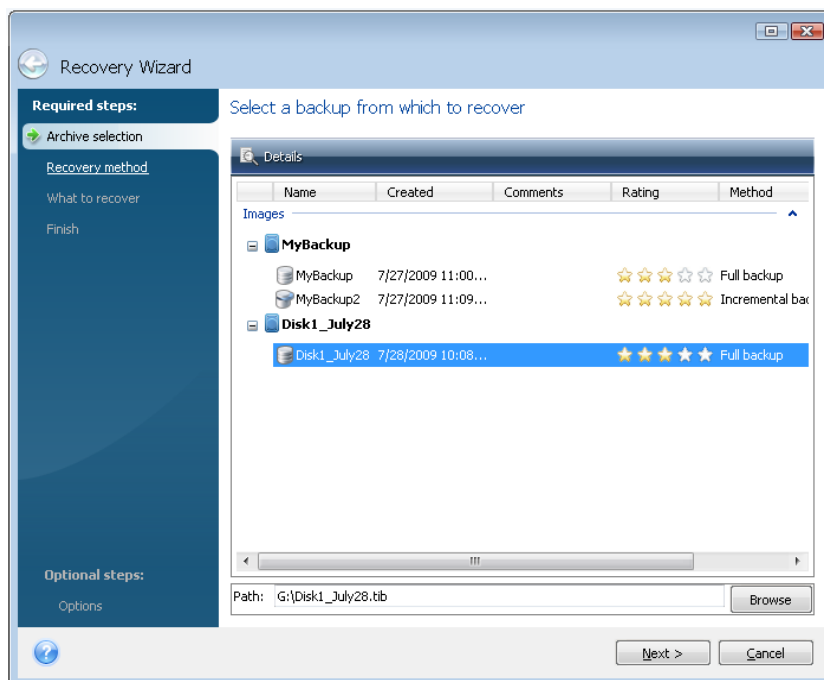 Recovery Wizard
Required steps:
Archive selection
Recovery method
What to recover
Finish
Optional steps:
Options
Select a backup from which to recover
Details
Name Created Comments Rating Method
Images
MyBackup
MyBackup 7/27/2009 11:00... Full backup
MyBackup2 7/27/2009 11:09... Incremental bac
Disk1_July28
Disk1_July28 7/28/2009 10:08... Full backup
Path: G:\Disk1_July28.tib Browse
? Next > Cancel